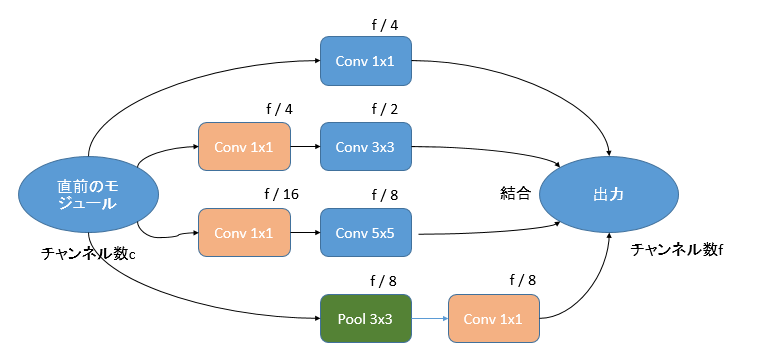 f / 4
Conv 1x1
f / 4
f / 2
Conv 1x1
Conv 3x3
直前のモ
ジュール
結合
出力
f / 16
f / 8
Conv 1x1
Conv 5x5
チャンネル数c
チャンネル数f
f / 8
f / 8
Pool 3x3
Conv 1x1